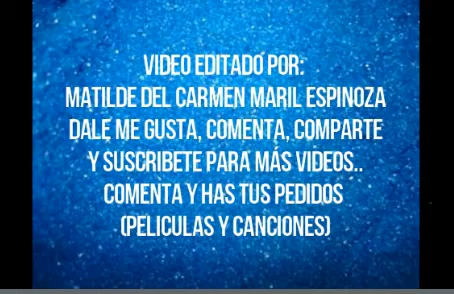 VIDEO EDITADO POR:
MATILDE DEL CARMEN MARIL ESPINOZA
DALE ME GUSTA, COMENTA, COMPARTE
Y SUSCRIBETE PARA MÁS VIDEOS..
COMENTA Y HAS TUS PEDIDOS
(PELICULAS Y CANCIONES)